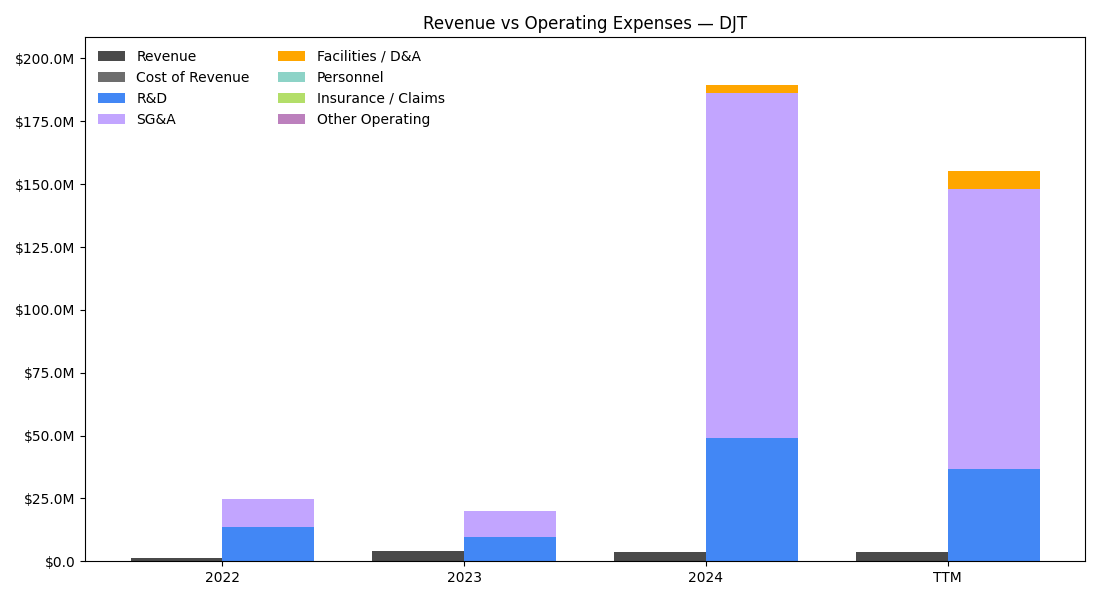 Revenue vs Operating Expenses — DJT
Revenue
Cost of Revenue
R&D
SG&A
Facilities / D&A
Personnel
Insurance / Claims
Other Operating
$200.0M
$175.0M
$150.0M
$125.0M
$100.0M
$75.0M
$50.0M
$25.0M
$0.0
2022 2023 2024 TTM